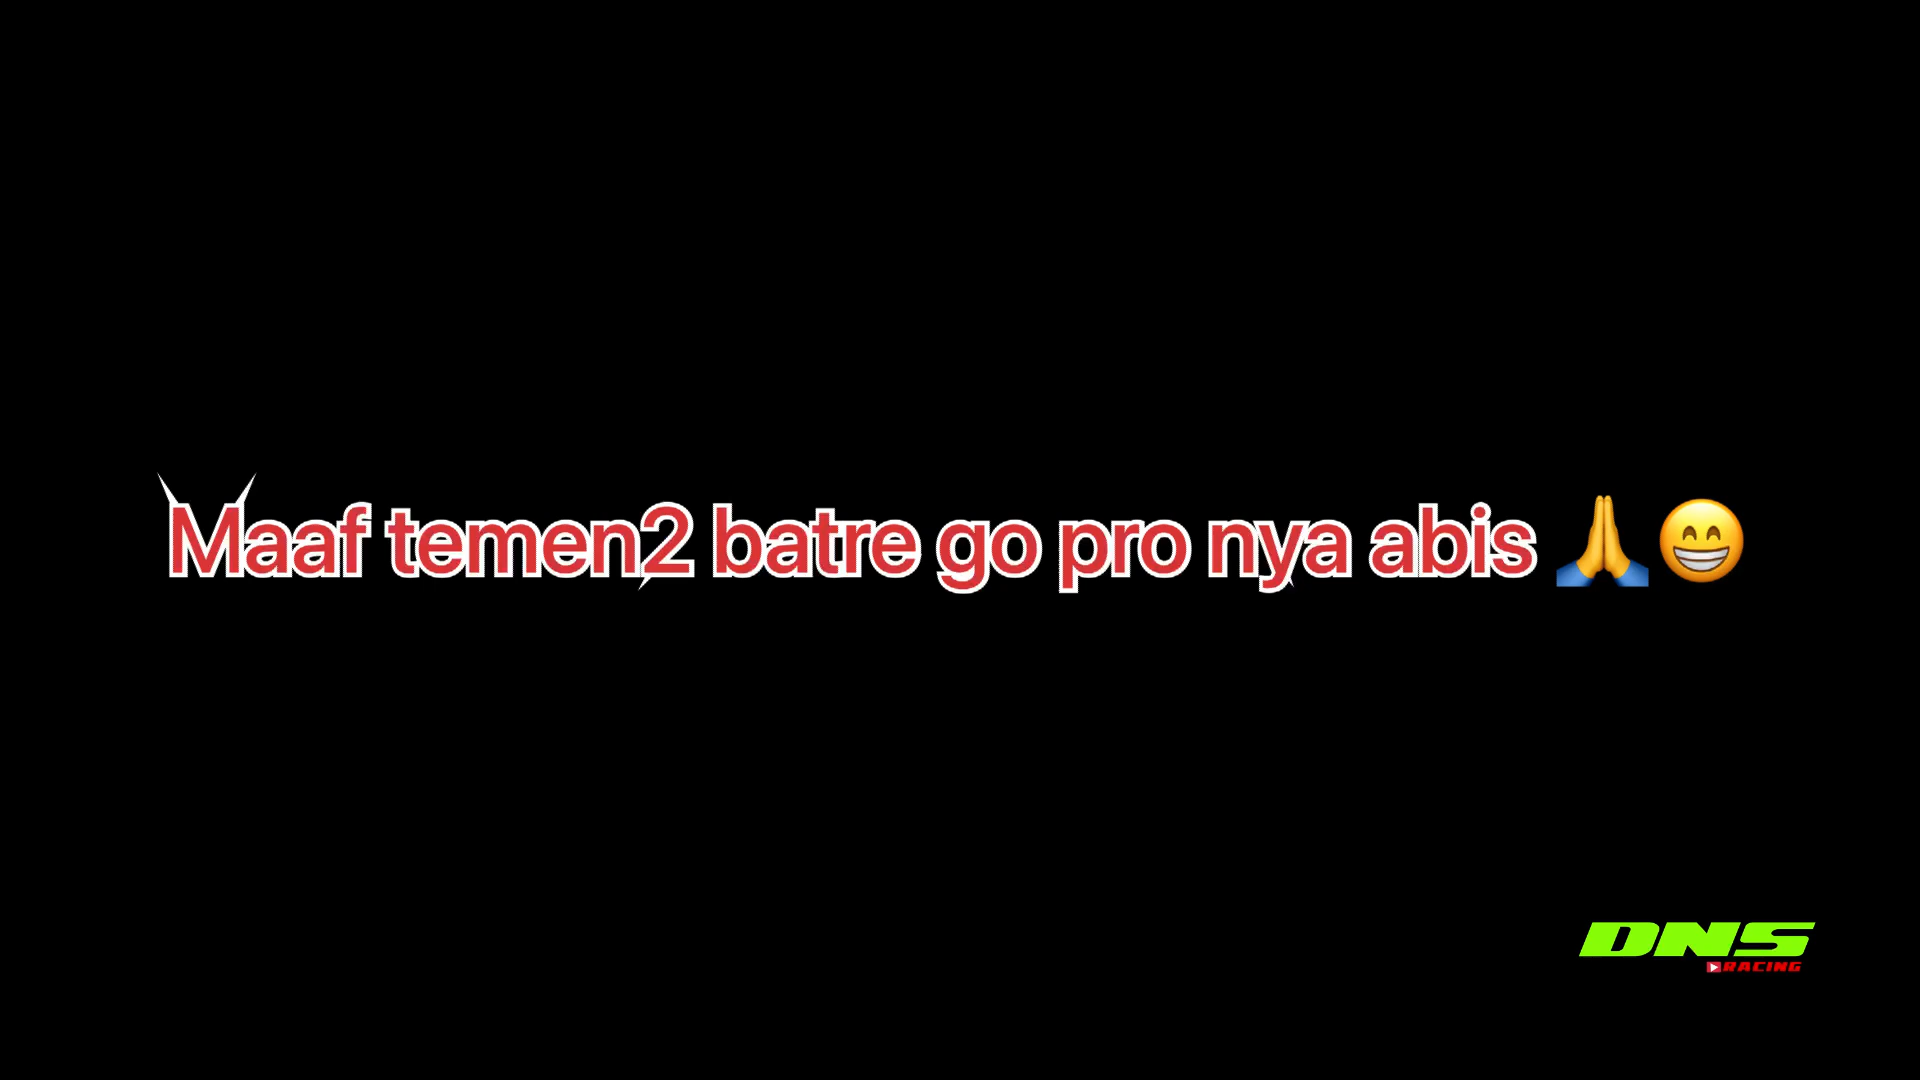 Maaf temen2 batre go pro nya abis 🙏😁
DNS
RACING